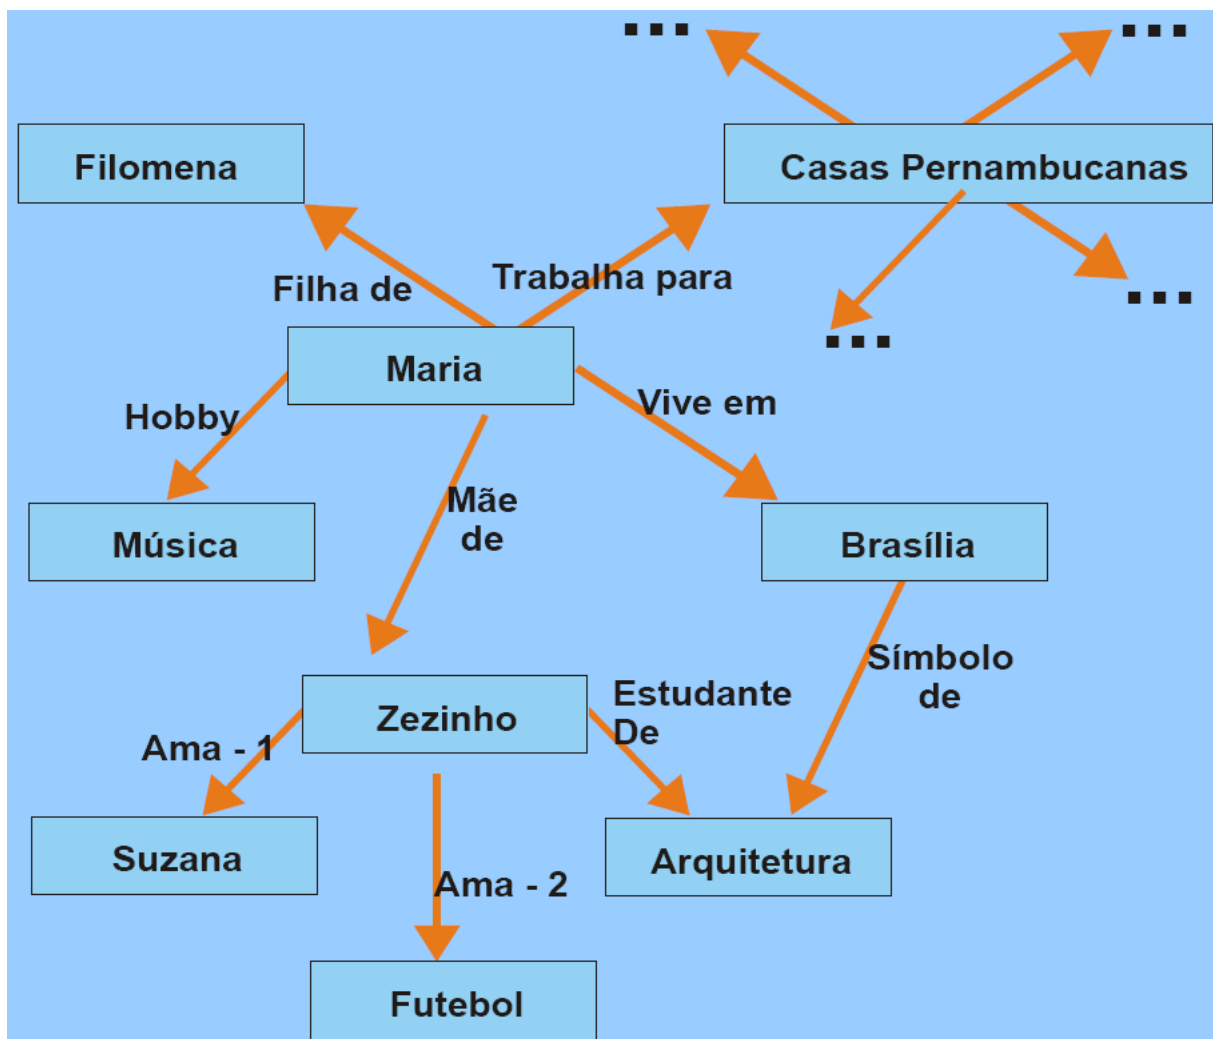 ... ...
Filomena
Casas Pernambucanas
Trabalha para
Filha de
...
...
Maria
Vive em
Hobby
Mãe
de
Música
Brasília
Símbolo
de
Estudante
De
Zezinho
Ama - 1
Suzana
Arquitetura
Ama - 2
Futebol